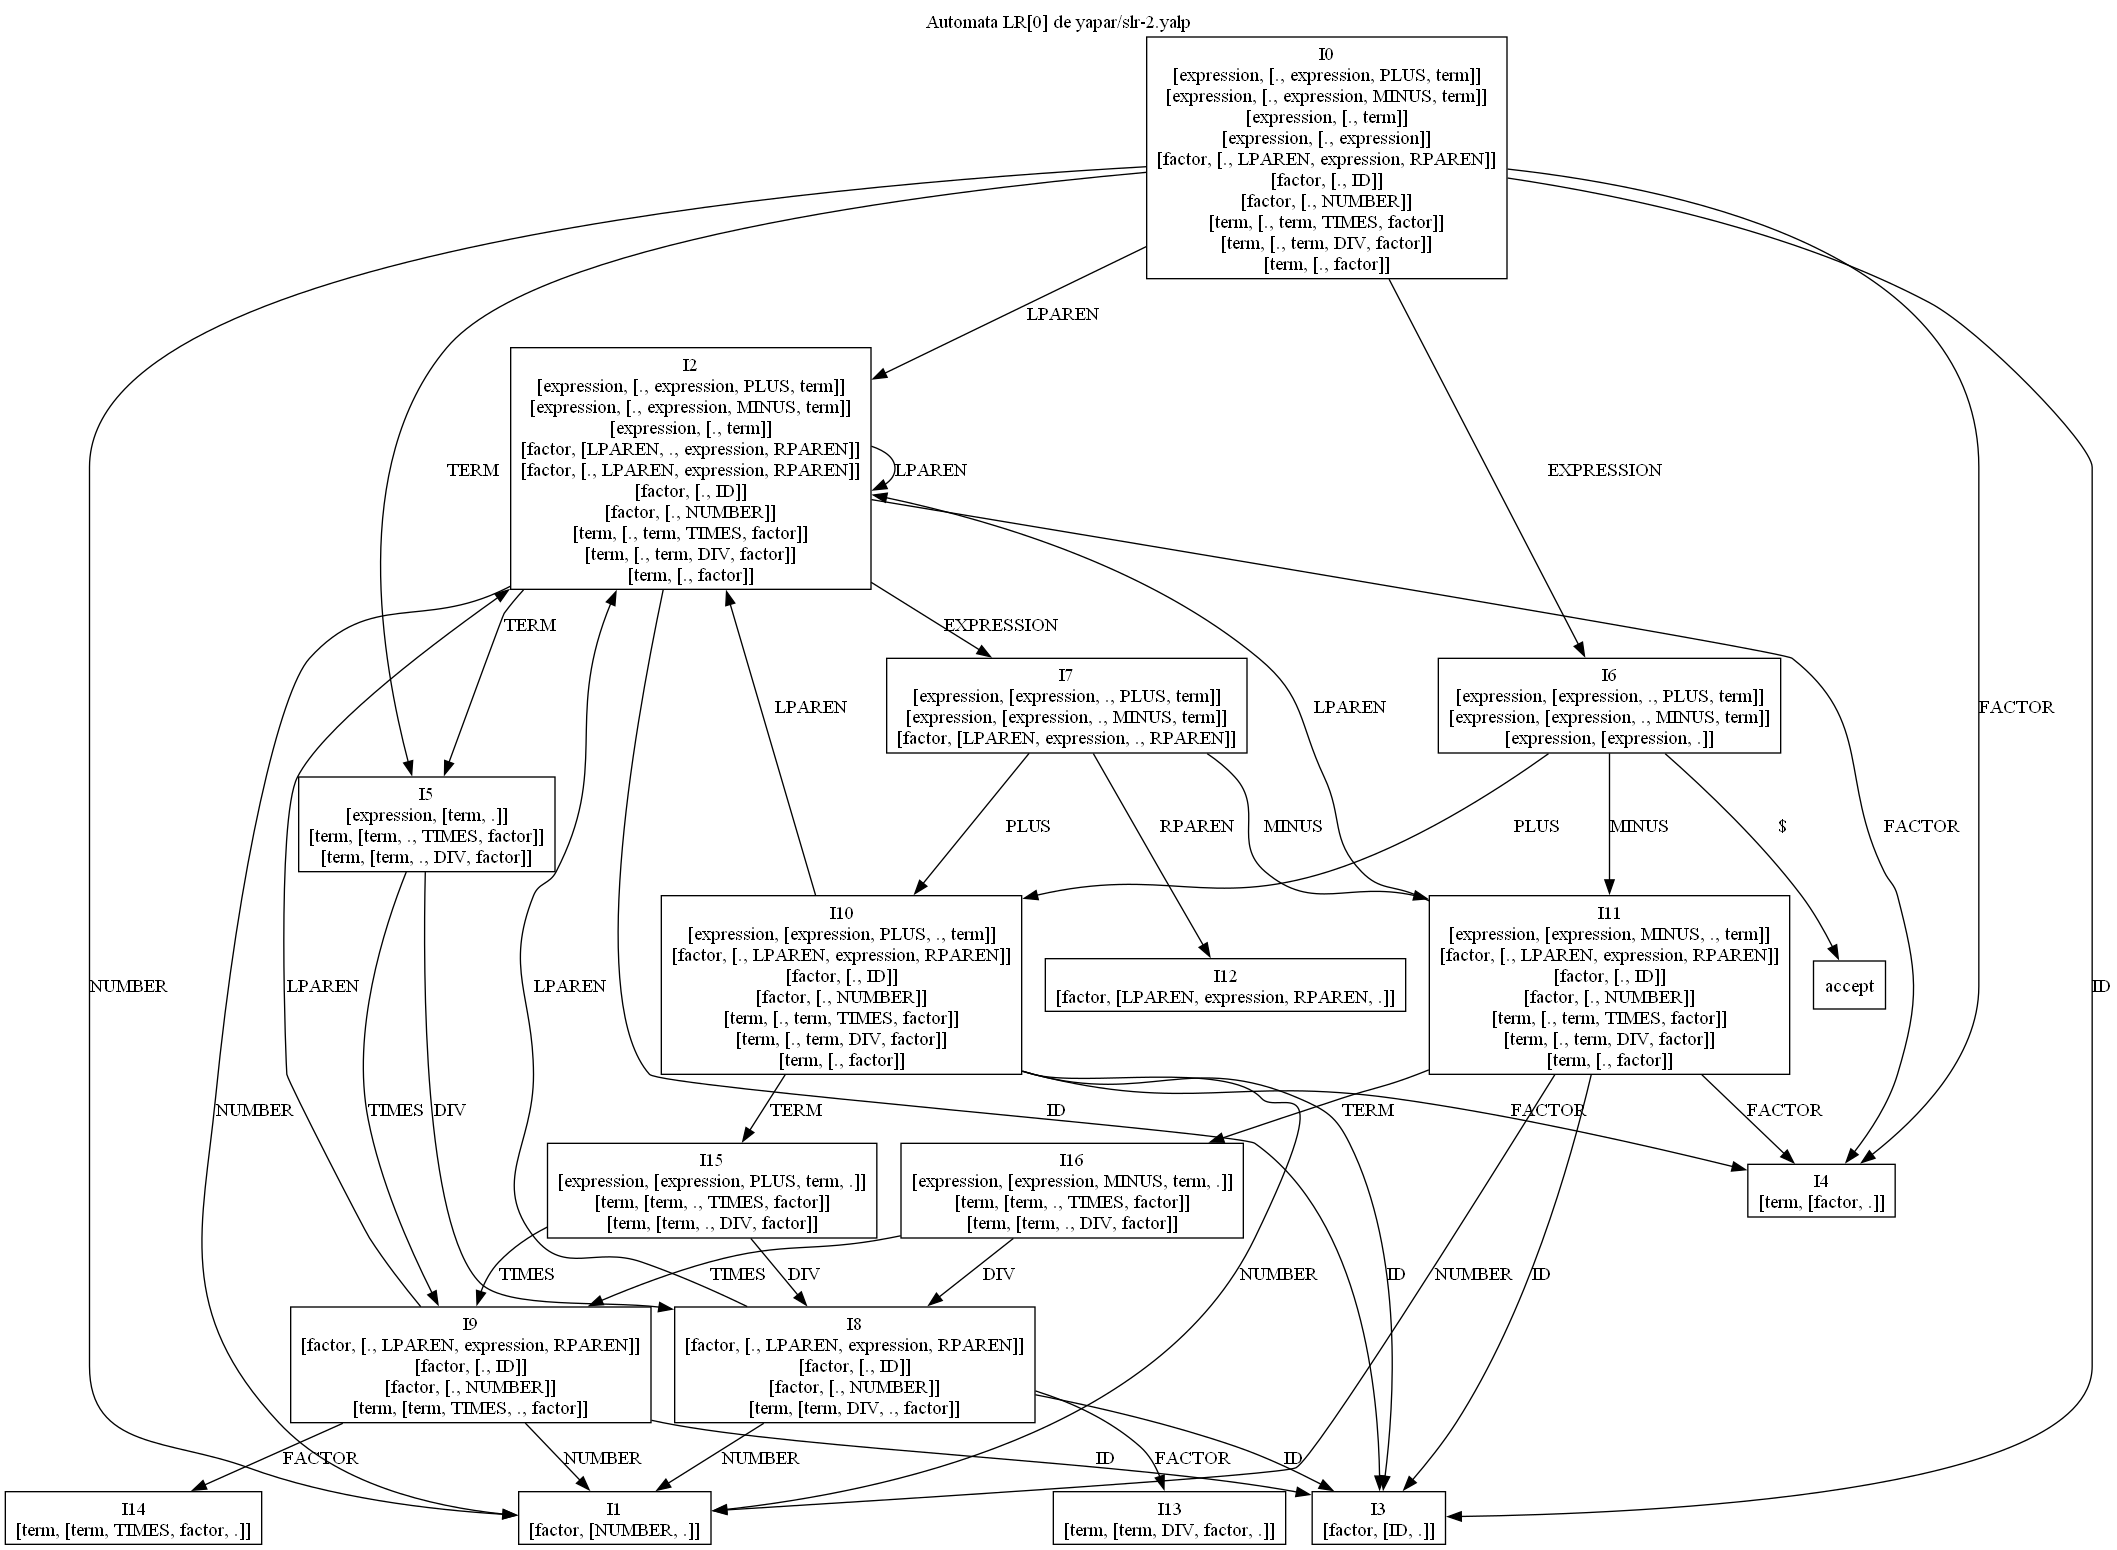 Automata LR[0] de yapar/slr-2.yalp
I0
[expression, [., expression, PLUS, term]]
[expression, [., expression, MINUS, term]]
[expression, [., term]]
[expression, [., expression]]
[factor, [., LPAREN, expression, RPAREN]]
[factor, [., ID]]
[factor, [., NUMBER]]
[term, [., term, TIMES, factor]]
[term, [., term, DIV, factor]]
[term, [., factor]]
LPAREN
I2
[expression, [., expression, PLUS, term]]
[expression, [., expression, MINUS, term]]
[expression, [., term]]
[factor, [LPAREN, ., expression, RPAREN]]
[factor, [., LPAREN, expression, RPAREN]]
[factor, [., ID]]
[factor, [., NUMBER]]
[term, [., term, TIMES, factor]]
[term, [., term, DIV, factor]]
[term, [., factor]]
TERM
LPAREN
EXPRESSION
TERM
EXPRESSION
I7
[expression, [expression, ., PLUS, term]]
[expression, [expression, ., MINUS, term]]
[factor, [LPAREN, expression, ., RPAREN]]
I6
[expression, [expression, ., PLUS, term]]
[expression, [expression, ., MINUS, term]]
[expression, [expression, .]]
LPAREN
LPAREN
FACTOR
I5
[expression, [term, .]]
[term, [term, ., TIMES, factor]]
[term, [term, ., DIV, factor]]
PLUS
RPAREN
MINUS
PLUS
MINUS
$
FACTOR
I10
[expression, [expression, PLUS, ., term]]
[factor, [., LPAREN, expression, RPAREN]]
[factor, [., ID]]
[factor, [., NUMBER]]
[term, [., term, TIMES, factor]]
[term, [., term, DIV, factor]]
[term, [., factor]]
I12
[factor, [LPAREN, expression, RPAREN, .]]
I11
[expression, [expression, MINUS, ., term]]
[factor, [., LPAREN, expression, RPAREN]]
[factor, [., ID]]
[factor, [., NUMBER]]
[term, [., term, TIMES, factor]]
[term, [., term, DIV, factor]]
[term, [., factor]]
accept
NUMBER
LPAREN
LPAREN
ID
NUMBER
TIMES
DIV
TERM
ID
TERM
FACTOR
FACTOR
I15
[expression, [expression, PLUS, term, .]]
[term, [term, ., TIMES, factor]]
[term, [term, ., DIV, factor]]
I16
[expression, [expression, MINUS, term, .]]
[term, [term, ., TIMES, factor]]
[term, [term, ., DIV, factor]]
I4
[term, [factor, .]]
TIMES
TIMES
DIV
DIV
NUMBER
ID
NUMBER
ID
I9
[factor, [., LPAREN, expression, RPAREN]]
[factor, [., ID]]
[factor, [., NUMBER]]
[term, [term, TIMES, ., factor]]
I8
[factor, [., LPAREN, expression, RPAREN]]
[factor, [., ID]]
[factor, [., NUMBER]]
[term, [term, DIV, ., factor]]
FACTOR
NUMBER
NUMBER
ID
FACTOR
ID
I14
[term, [term, TIMES, factor, .]]
I1
[factor, [NUMBER, .]]
I13
[term, [term, DIV, factor, .]]
I3
[factor, [ID, .]]